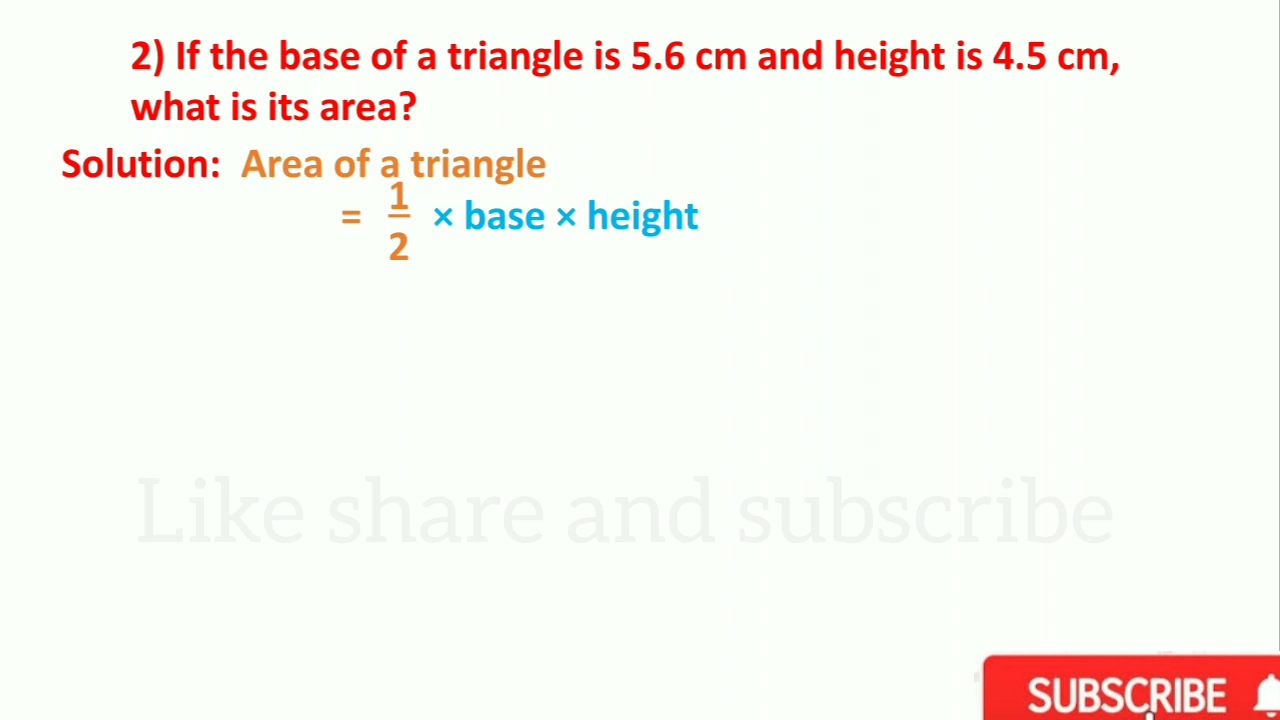 2) If the base of a triangle is 5.6 cm and height is 4.5 cm,
what is its area?
Solution: Area of a triangle
= 1/2 × base × height
Like share and subscribe
SUBSCRIBE